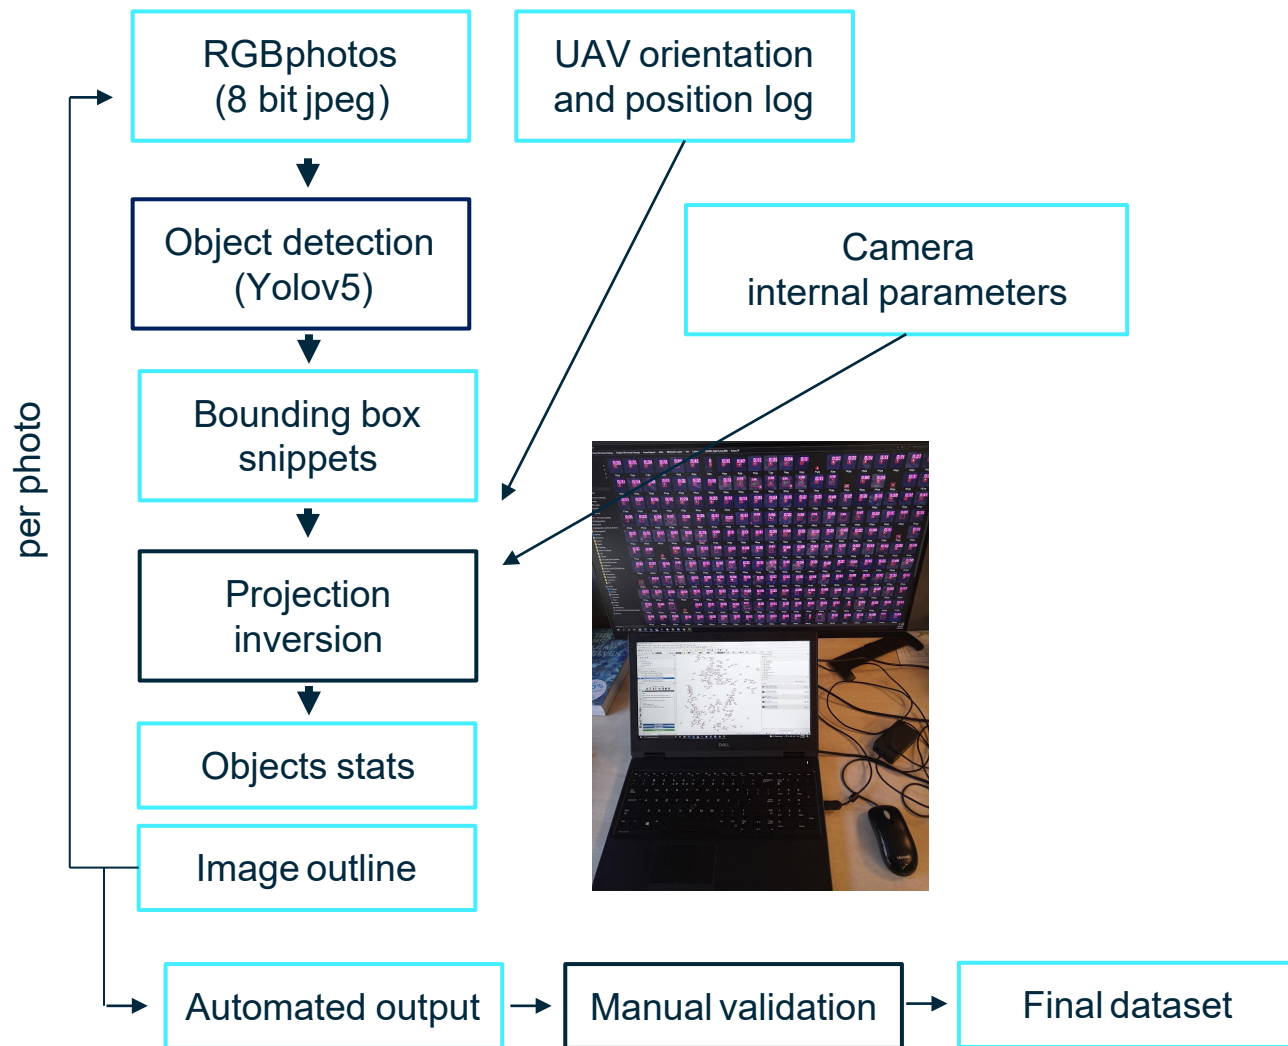 RGBphotos
(8 bit jpeg)
UAV orientation
and position log
Object detection
(Yolov5)
Camera
internal parameters
Bounding box
snippets
per photo
Projection
inversion
Objects stats
Image outline
Automated output
Manual validation
Final dataset
DELL